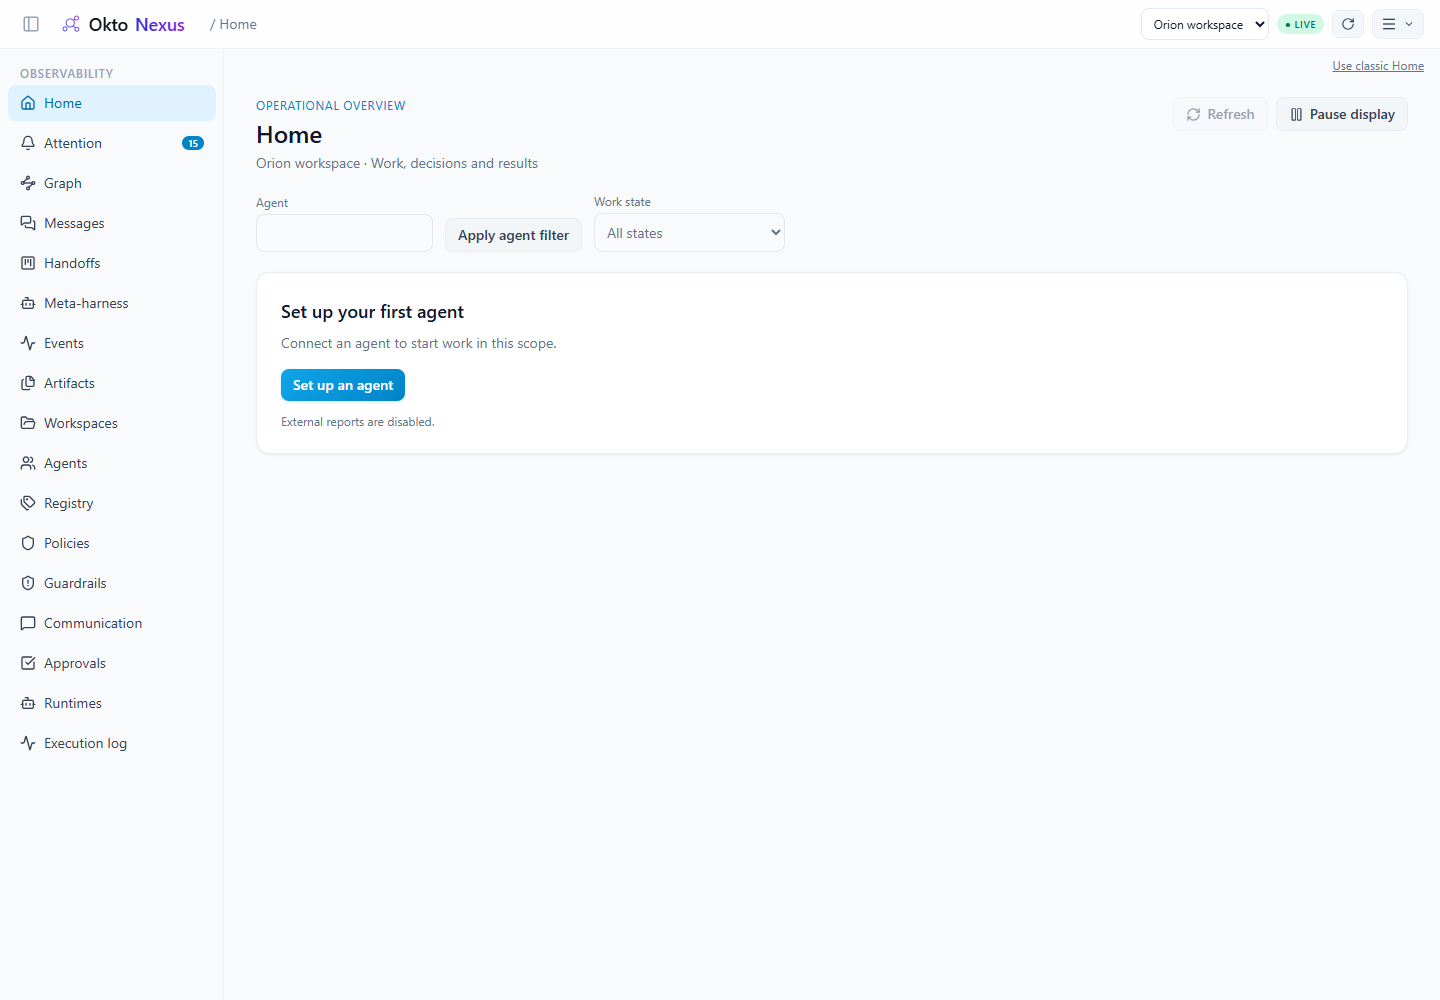 Okto Nexus / Home
Orion workspace
● LIVE
Use classic Home
OBSERVABILITY
Home
Attention 15
Graph
Messages
Handoffs
Meta-harness
Events
Artifacts
Workspaces
Agents
Registry
Policies
Guardrails
Communication
Approvals
Runtimes
Execution log
OPERATIONAL OVERVIEW
Home
Orion workspace · Work, decisions and results
Refresh
Pause display
Agent
Apply agent filter
Work state
All states
Set up your first agent
Connect an agent to start work in this scope.
Set up an agent
External reports are disabled.